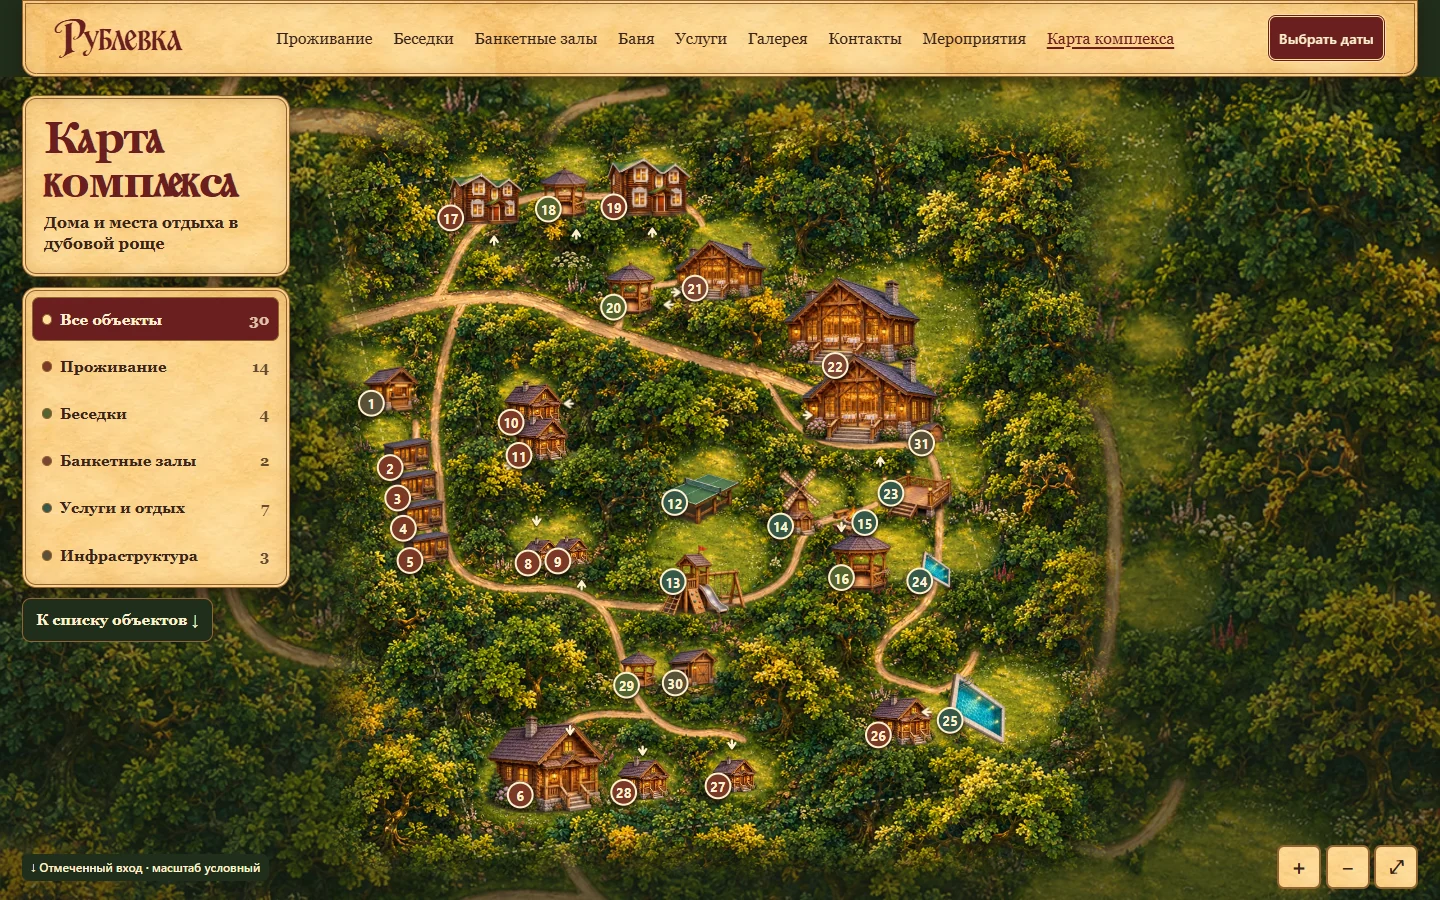 Рублевка
Проживание Беседки Банкетные залы Баня Услуги Галерея Контакты Мероприятия Карта комплекса
Выбрать даты
Карта
комплекса
Дома и места отдыха в
дубовой роще
Все объекты 30
Проживание 14
Беседки 4
Банкетные залы 2
Услуги и отдых 7
Инфраструктура 3
К списку объектов ↓
17
18
19
20
21
22
1
10
11
31
2
3
4
5
12
23
14
15
8
9
13
16
24
29
30
25
26
6
28
27
↓ Отмеченный вход · масштаб условный
+ −